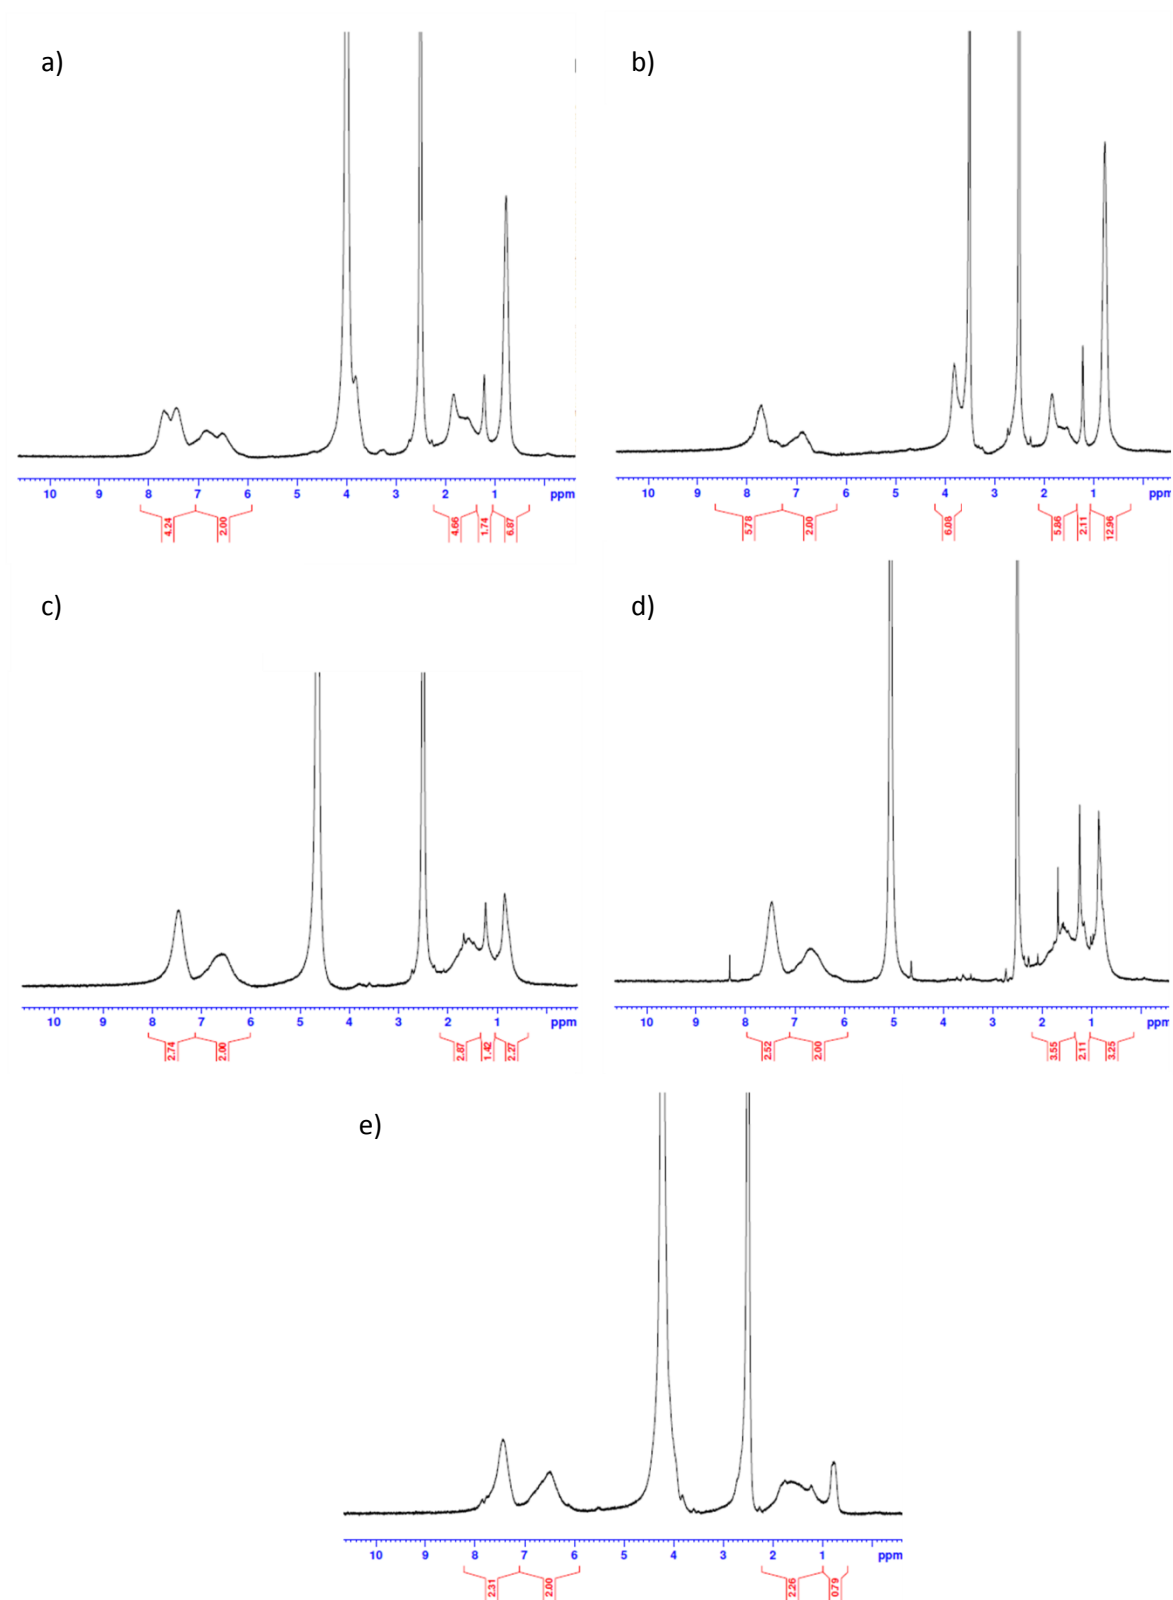 a)
b)
10 9 8 7 6 5 4 3 2 1 ppm
4.24 2.00 4.66 1.74 6.87
10 9 8 7 6 5 4 3 2 1 ppm
5.78 2.00 6.08 5.86 2.11 12.96
c)
d)
10 9 8 7 6 5 4 3 2 1 ppm
2.74 2.00 2.87 1.42 2.27
10 9 8 7 6 5 4 3 2 1 ppm
2.52 2.00 3.55 2.11 3.25
e)
10 9 8 7 6 5 4 3 2 1 ppm
2.31 2.00 2.26 0.79